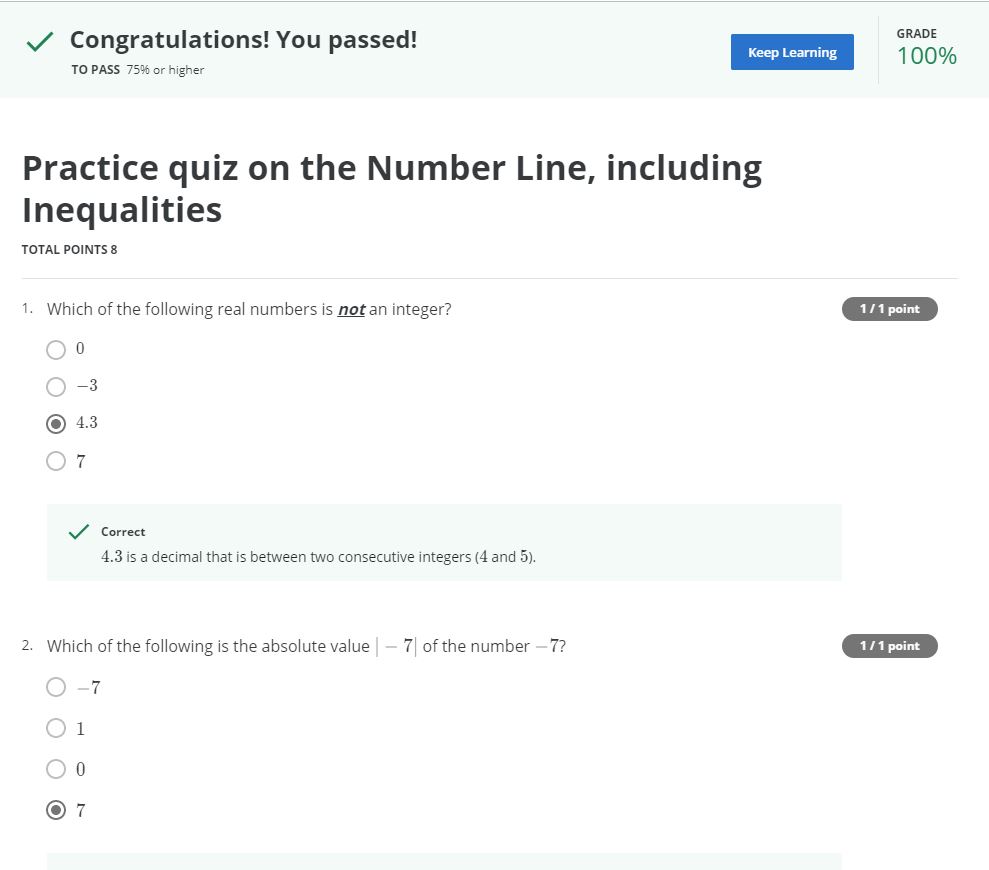 Congratulations! You passed!
TO PASS 75% or higher
Keep Learning
GRADE
100%
Practice quiz on the Number Line, including
Inequalities
TOTAL POINTS 8
1. Which of the following real numbers is not an integer?
1 / 1 point
0
−3
4.3
7
Correct
4.3 is a decimal that is between two consecutive integers (4 and 5).
2. Which of the following is the absolute value | − 7| of the number −7?
1 / 1 point
−7
1
0
7